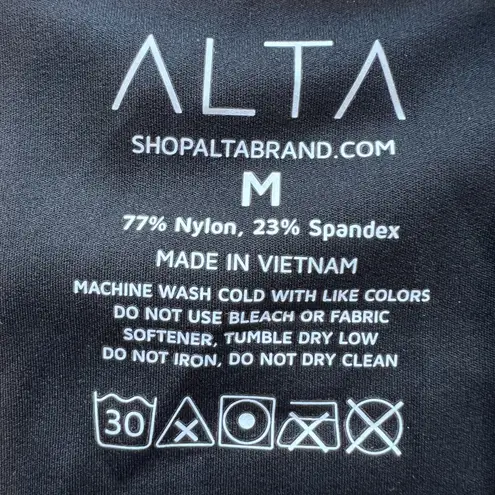 ALTA
SHOPALTABRAND.COM
M
77% Nylon, 23% Spandex
MADE IN VIETNAM
MACHINE WASH COLD WITH LIKE COLORS
DO NOT USE BLEACH OR FABRIC
SOFTENER, TUMBLE DRY LOW
DO NOT IRON, DO NOT DRY CLEAN
30